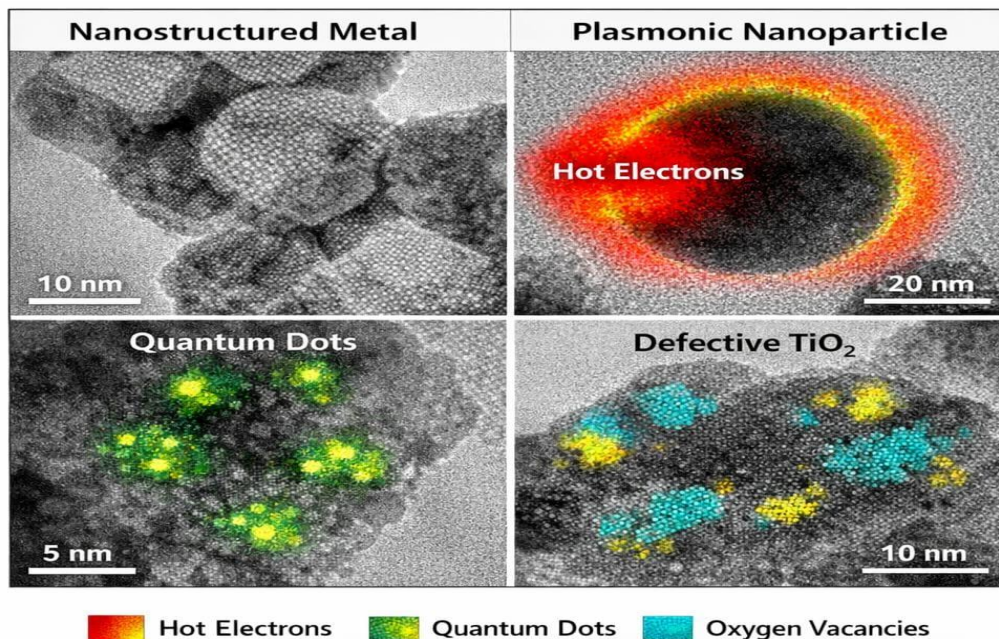 Nanostructured Metal
Plasmonic Nanoparticle
Hot Electrons
10 nm
20 nm
Quantum Dots
Defective TiO₂
5 nm
10 nm
Hot Electrons
Quantum Dots
Oxygen Vacancies